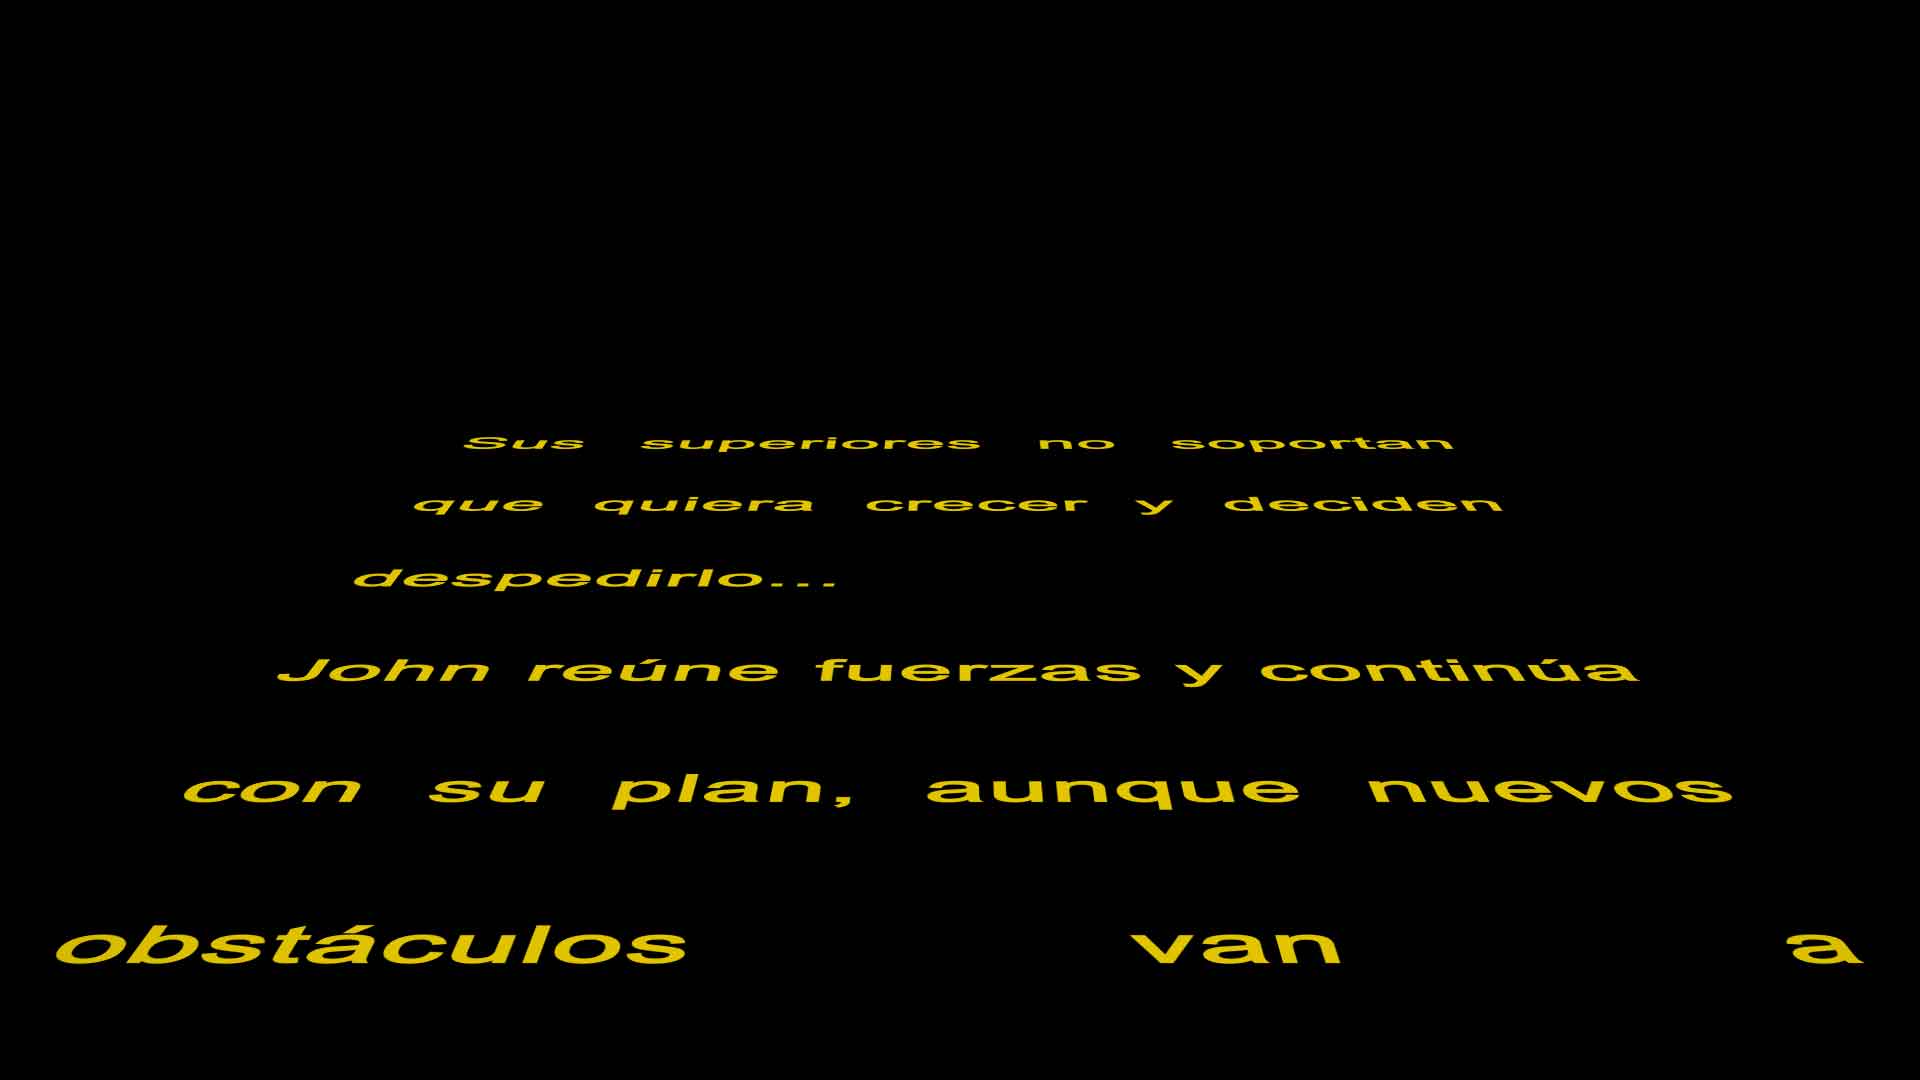 Sus superiores no soportan
que quiera crecer y deciden
despedirlo...
John reúne fuerzas y continúa
con su plan, aunque nuevos
obstáculos van a